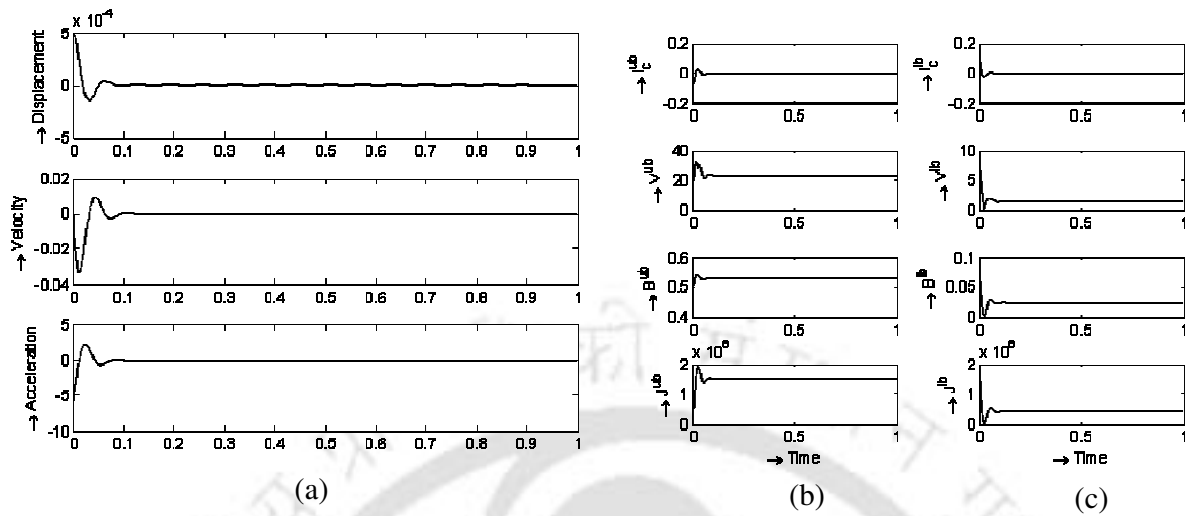 x 10⁻⁴
→ Displacement
5
0
-5
0 0.1 0.2 0.3 0.4 0.5 0.6 0.7 0.8 0.9 1
→ Velocity
0.02
0
-0.02
-0.04
0 0.1 0.2 0.3 0.4 0.5 0.6 0.7 0.8 0.9 1
→ Acceleration
5
0
-5
-10
0 0.1 0.2 0.3 0.4 0.5 0.6 0.7 0.8 0.9 1
(a)
→ I_c^ub
0.2
0
-0.2
0 0.5 1
→ V^ub
40
20
0
0 0.5 1
→ B^ub
0.6
0.5
0.4
0 0.5 1
x 10⁶
→ J^ub
2
1
0
0 0.5 1
→ Time
(b)
→ I_c^lb
0.2
0
-0.2
0 0.5 1
→ V^lb
10
5
0
0 0.5 1
→ B^lb
0.1
0.05
0
0 0.5 1
x 10⁶
→ J^lb
2
1
0
0 0.5 1
→ Time
(c)